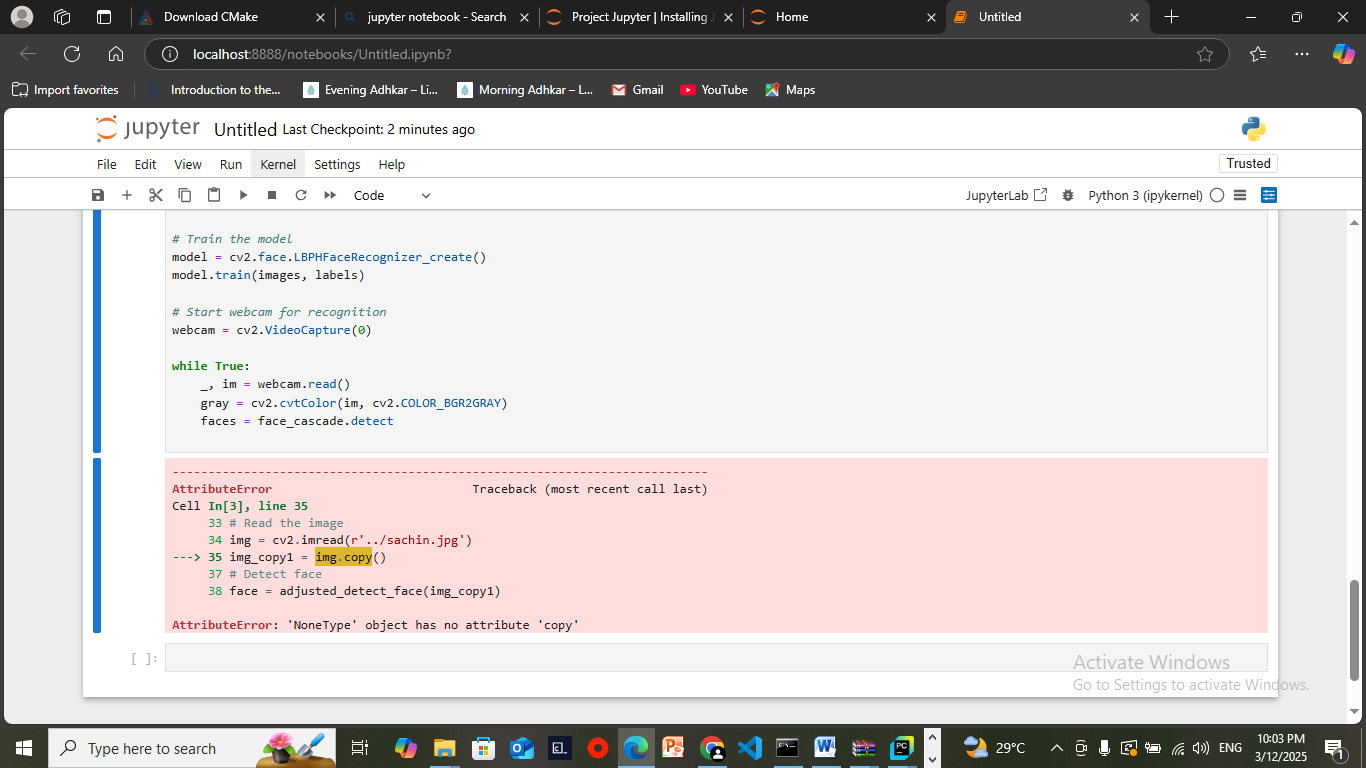 Download CMake
jupyter notebook - Search
Project Jupyter | Installing J
Home
Untitled
localhost:8888/notebooks/Untitled.ipynb?
Import favorites
Introduction to the...
Evening Adhkar – Li...
Morning Adhkar – L...
Gmail
YouTube
Maps
jupyter Untitled Last Checkpoint: 2 minutes ago
File Edit View Run Kernel Settings Help
Trusted
Code
JupyterLab
Python 3 (ipykernel)
# Train the model
model = cv2.face.LBPHFaceRecognizer_create()
model.train(images, labels)
# Start webcam for recognition
webcam = cv2.VideoCapture(0)
while True:
    _, im = webcam.read()
    gray = cv2.cvtColor(im, cv2.COLOR_BGR2GRAY)
    faces = face_cascade.detect
---------------------------------------------------------------------------
AttributeError                            Traceback (most recent call last)
Cell In[3], line 35
     33 # Read the image
     34 img = cv2.imread(r'../sachin.jpg')
---> 35 img_copy1 = img.copy()
     37 # Detect face
     38 face = adjusted_detect_face(img_copy1)
AttributeError: 'NoneType' object has no attribute 'copy'
[ ]:
Activate Windows
Go to Settings to activate Windows.
Type here to search
PC
29°C
ENG
10:03 PM
3/12/2025
1